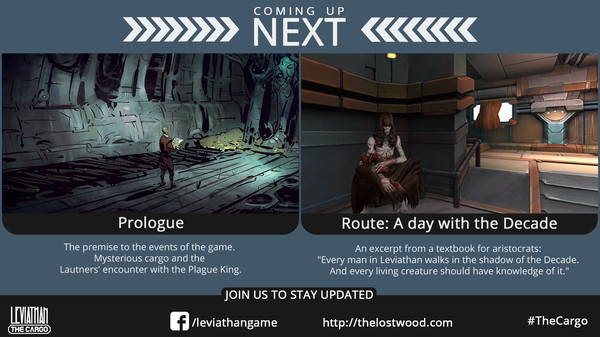 COMING UP
NEXT
Prologue
The premise to the events of the game.
Mysterious cargo and the
Lautners' encounter with the Plague King.
Route: A day with the Decade
An excerpt from a textbook for aristocrats:
"Every man in Leviathan walks in the shadow of the Decade.
And every living creature should have knowledge of it."
JOIN US TO STAY UPDATED
LEVIATHAN
THE CARGO
/leviathangame
http://thelostwood.com
#TheCargo